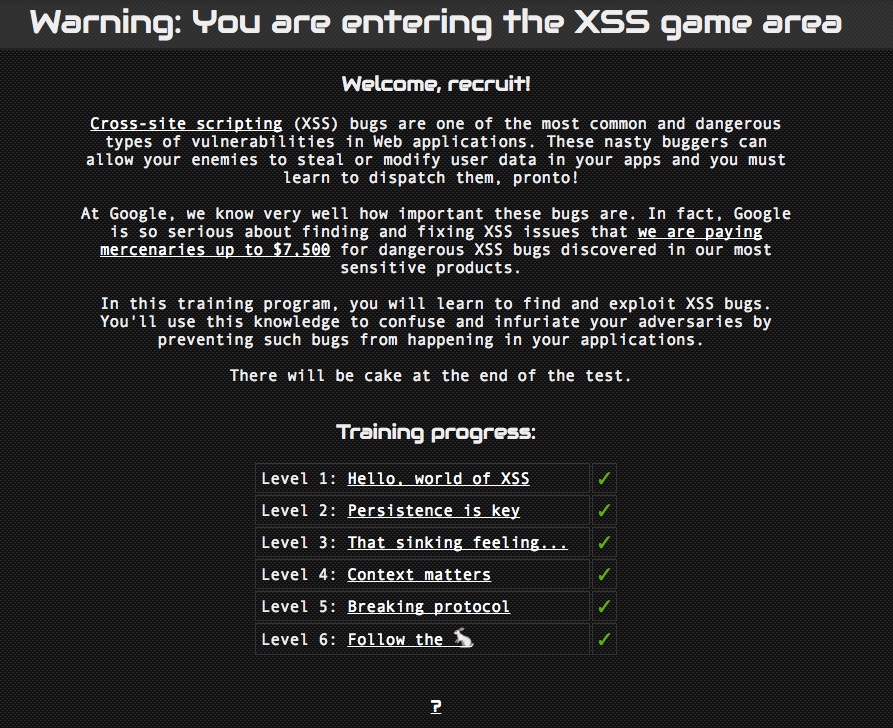 Warning: You are entering the XSS game area
Welcome, recruit!
Cross-site scripting (XSS) bugs are one of the most common and dangerous
types of vulnerabilities in Web applications. These nasty buggers can
allow your enemies to steal or modify user data in your apps and you must
learn to dispatch them, pronto!
At Google, we know very well how important these bugs are. In fact, Google
is so serious about finding and fixing XSS issues that we are paying
mercenaries up to $7,500 for dangerous XSS bugs discovered in our most
sensitive products.
In this training program, you will learn to find and exploit XSS bugs.
You'll use this knowledge to confuse and infuriate your adversaries by
preventing such bugs from happening in your applications.
There will be cake at the end of the test.
Training progress:
Level 1: Hello, world of XSS ✓
Level 2: Persistence is key ✓
Level 3: That sinking feeling... ✓
Level 4: Context matters ✓
Level 5: Breaking protocol ✓
Level 6: Follow the 🐇 ✓
?